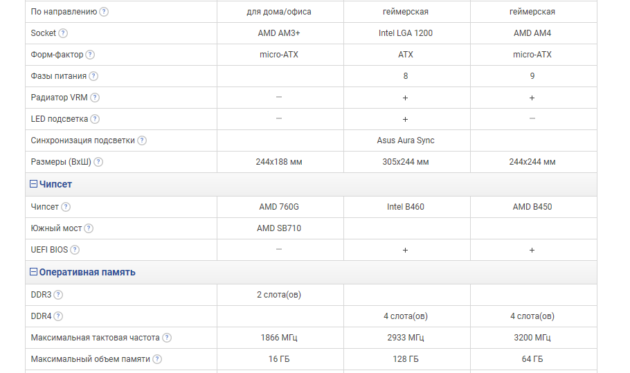 По направлению ? для дома/офиса геймерская геймерская
Socket ? AMD AM3+ Intel LGA 1200 AMD AM4
Форм-фактор ? micro-ATX ATX micro-ATX
Фазы питания ? 8 9
Радиатор VRM ? — + +
LED подсветка ? — + —
Синхронизация подсветки ? Asus Aura Sync
Размеры (ВхШ) ? 244x188 мм 305x244 мм 244x244 мм
Чипсет
Чипсет ? AMD 760G Intel B460 AMD B450
Южный мост ? AMD SB710
UEFI BIOS ? — + +
Оперативная память
DDR3 ? 2 слота(ов)
DDR4 ? 4 слота(ов) 4 слота(ов)
Максимальная тактовая частота ? 1866 МГц 2933 МГц 3200 МГц
Максимальный объем памяти ? 16 ГБ 128 ГБ 64 ГБ